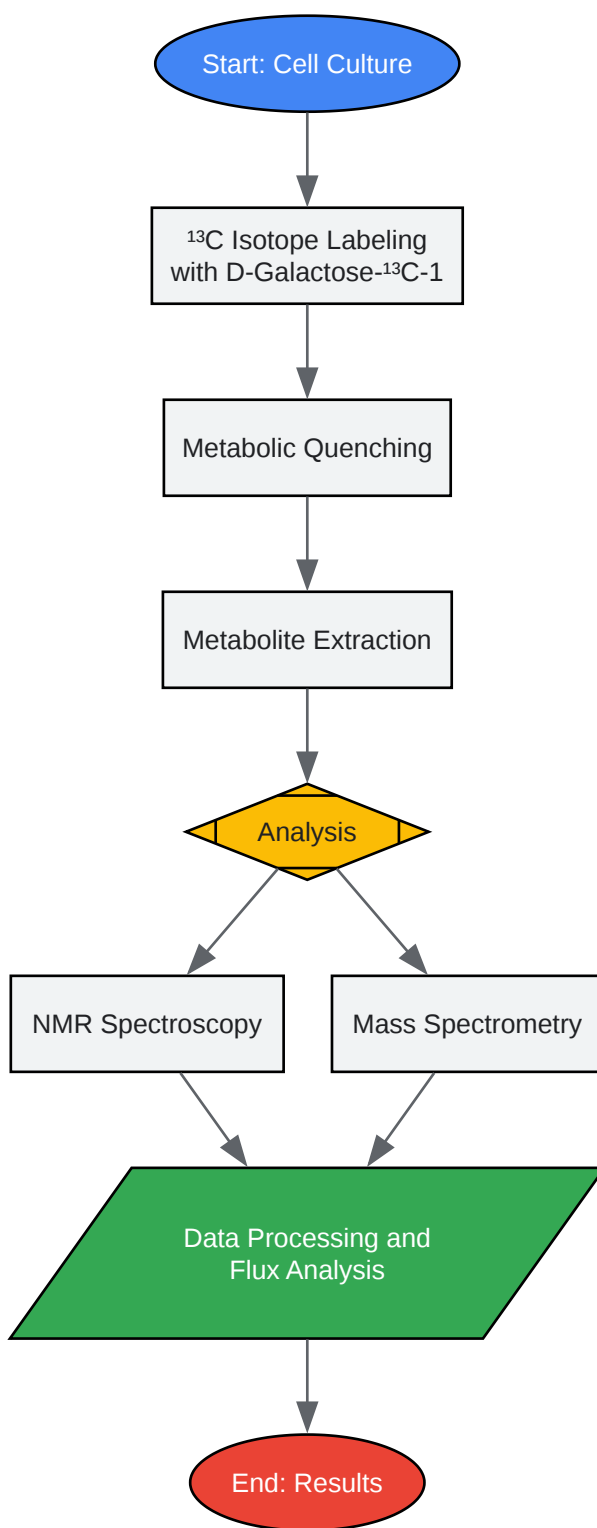 Start: Cell Culture
¹³C Isotope Labeling
with D-Galactose-¹³C-1
Metabolic Quenching
Metabolite Extraction
Analysis
NMR Spectroscopy
Mass Spectrometry
Data Processing and
Flux Analysis
End: Results